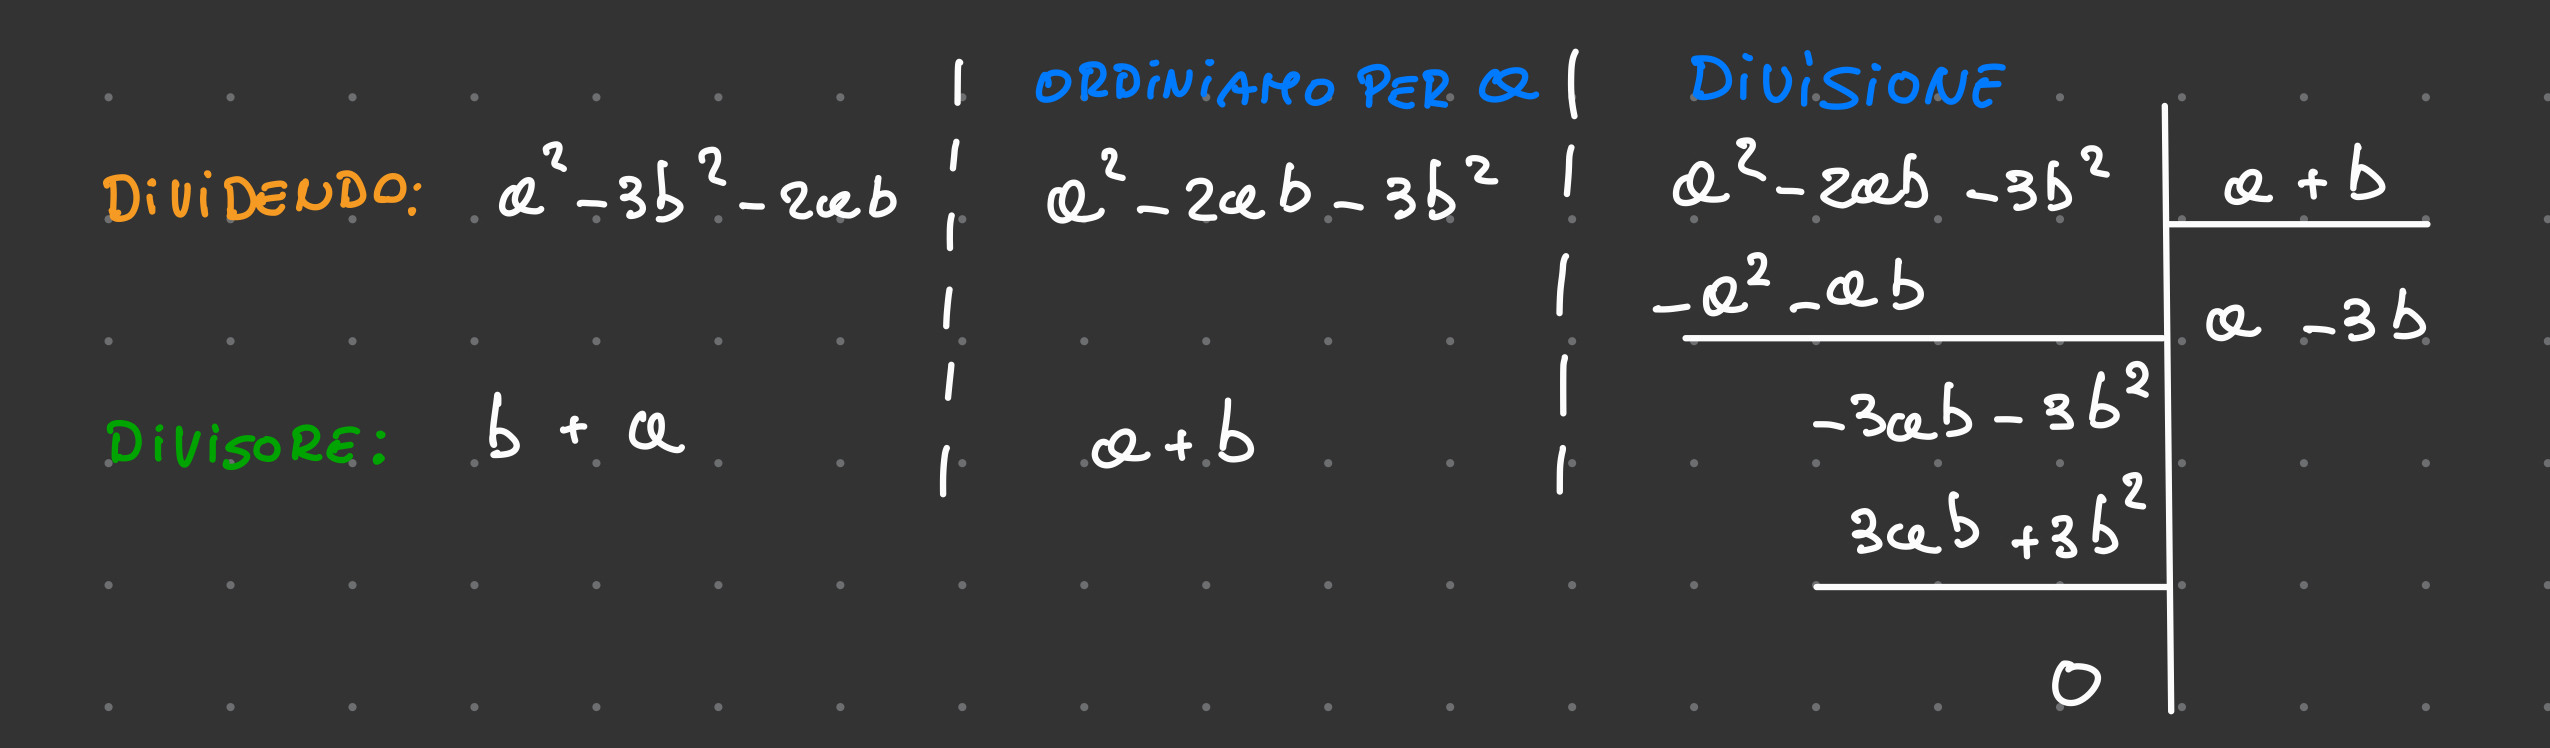 ORDINIAMO PER a DIVISIONE
DIVIDENDO: a² - 3b² - 2ab a² - 2ab - 3b² a² - 2ab - 3b² a + b
-a² - ab a - 3b
DIVISORE: b + a a + b -3ab - 3b²
3ab + 3b²
0